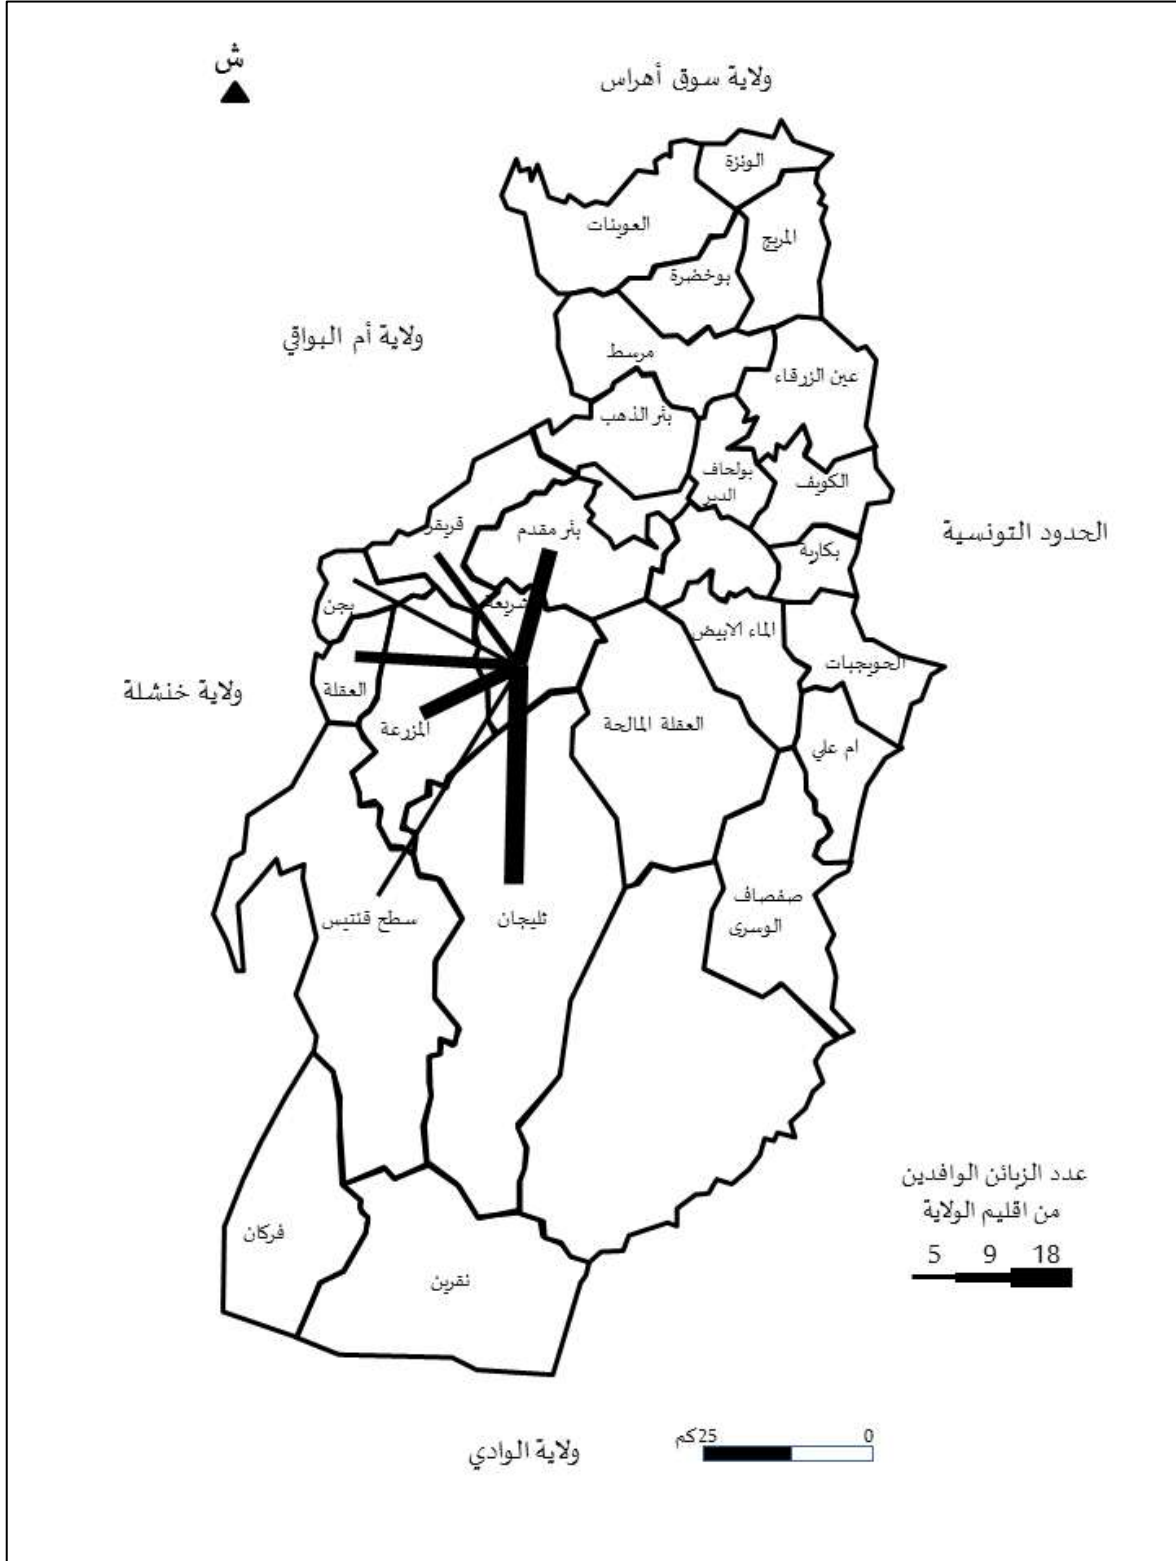 ش
ولاية سوق أهراس
الونزة
العوينات
المريج
بوخضرة
ولاية أم البواقي
مرسط
عين الزرقاء
بئر الذهب
بولحاف
الدير
الكويف
قريقر
بئر مقدم
الحدود التونسية
بكارية
بجن
شريعة
الماء الابيض
الحويجبات
ولاية خنشلة
العقلة
المزرعة
العقلة المالحة
ام علي
صفصاف
الوسرى
سطح قنتيس
ثليجان
عدد الزبائن الوافدين
من اقليم الولاية
5 9 18
فركان
نقرين
25كم 0
ولاية الوادي